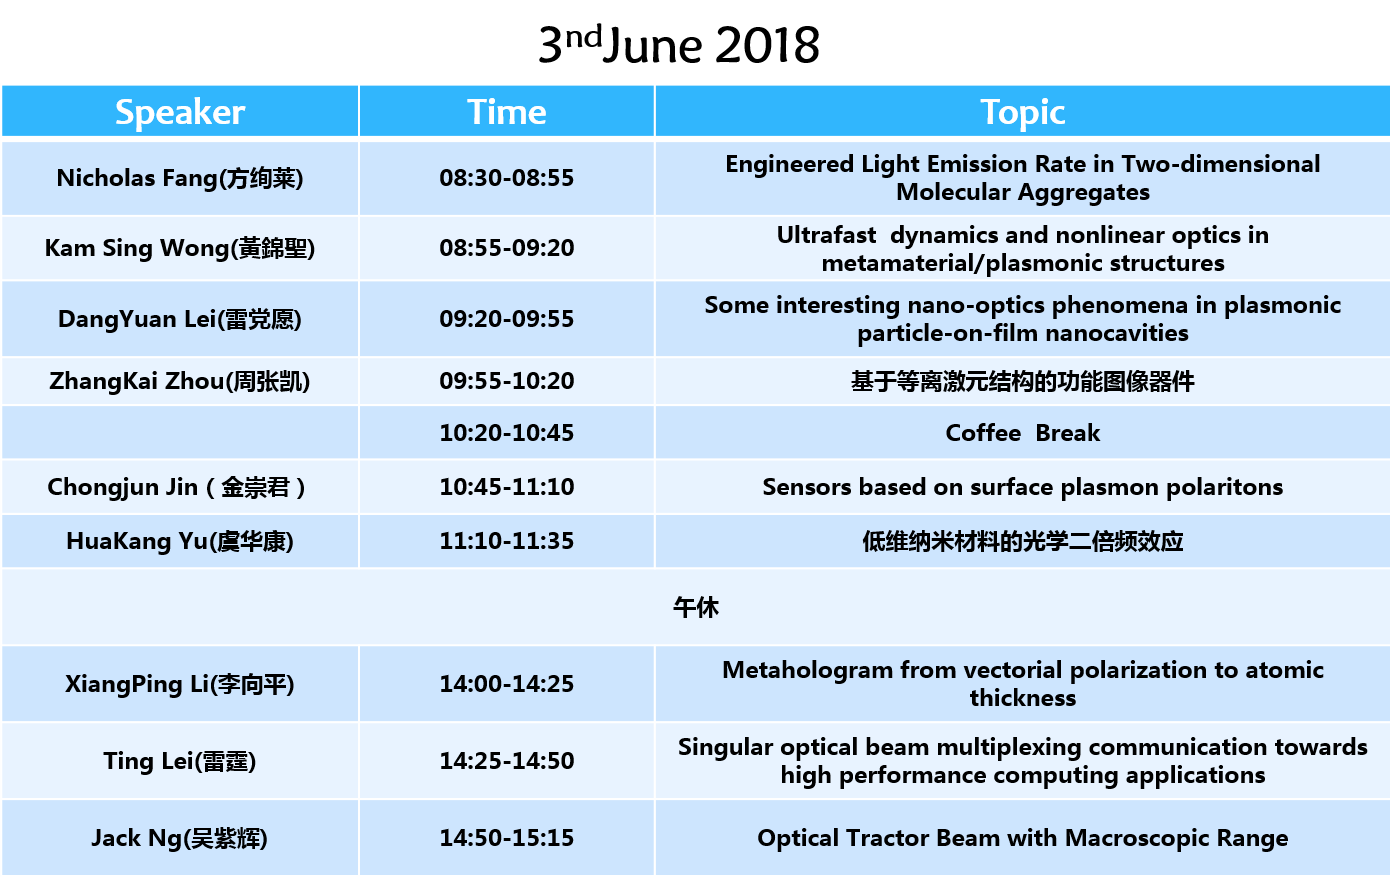 3ndJune 2018
Speaker Time Topic
Nicholas Fang(方绚莱) 08:30-08:55 Engineered Light Emission Rate in Two-dimensional
Molecular Aggregates
Kam Sing Wong(黃錦聖) 08:55-09:20 Ultrafast  dynamics and nonlinear optics in
metamaterial/plasmonic structures
DangYuan Lei(雷党愿) 09:20-09:55 Some interesting nano-optics phenomena in plasmonic
particle-on-film nanocavities
ZhangKai Zhou(周张凯) 09:55-10:20 基于等离激元结构的功能图像器件
10:20-10:45 Coffee  Break
Chongjun Jin ( 金崇君 ) 10:45-11:10 Sensors based on surface plasmon polaritons
HuaKang Yu(虞华康) 11:10-11:35 低维纳米材料的光学二倍频效应
午休
XiangPing Li(李向平) 14:00-14:25 Metahologram from vectorial polarization to atomic
thickness
Ting Lei(雷霆) 14:25-14:50 Singular optical beam multiplexing communication towards
high performance computing applications
Jack Ng(吴紫辉) 14:50-15:15 Optical Tractor Beam with Macroscopic Range